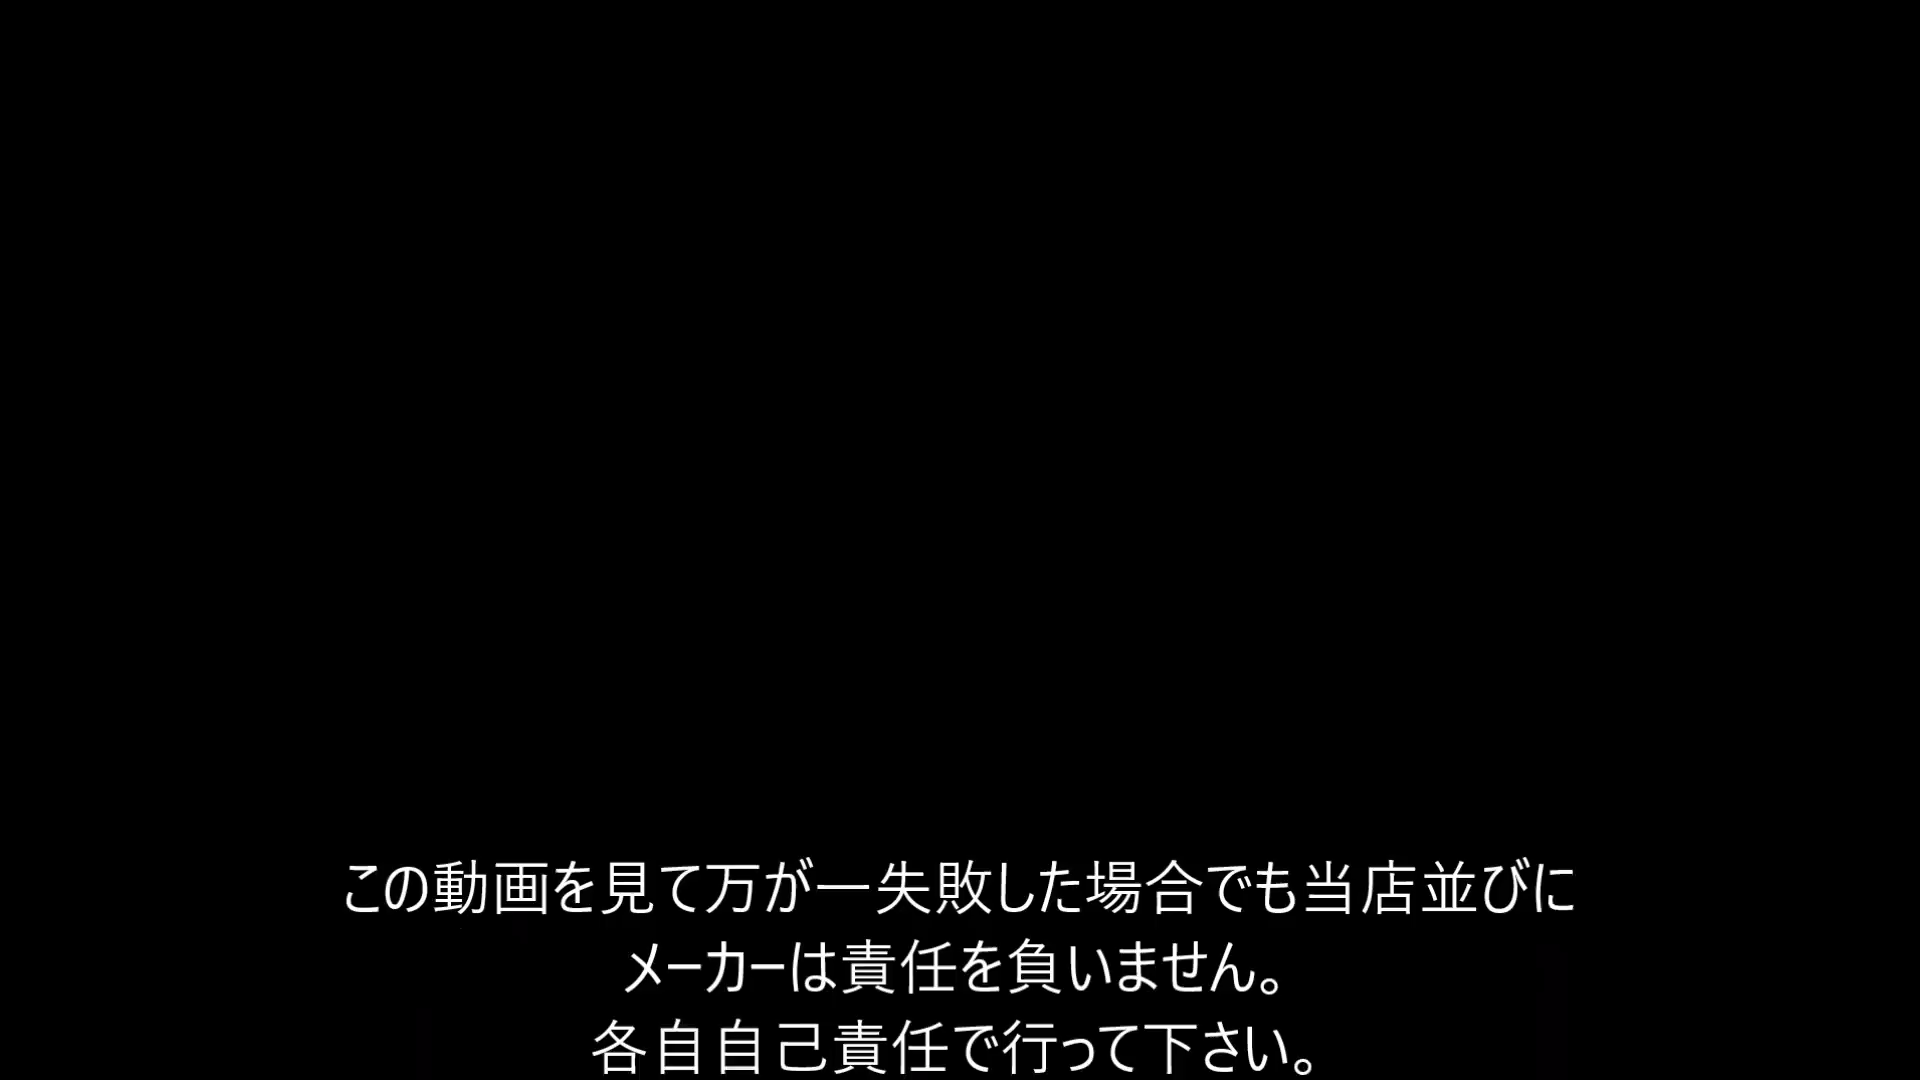 この動画を見て万が一失敗した場合でも当店並びに
メーカーは責任を負いません。
各自自己責任で行って下さい。